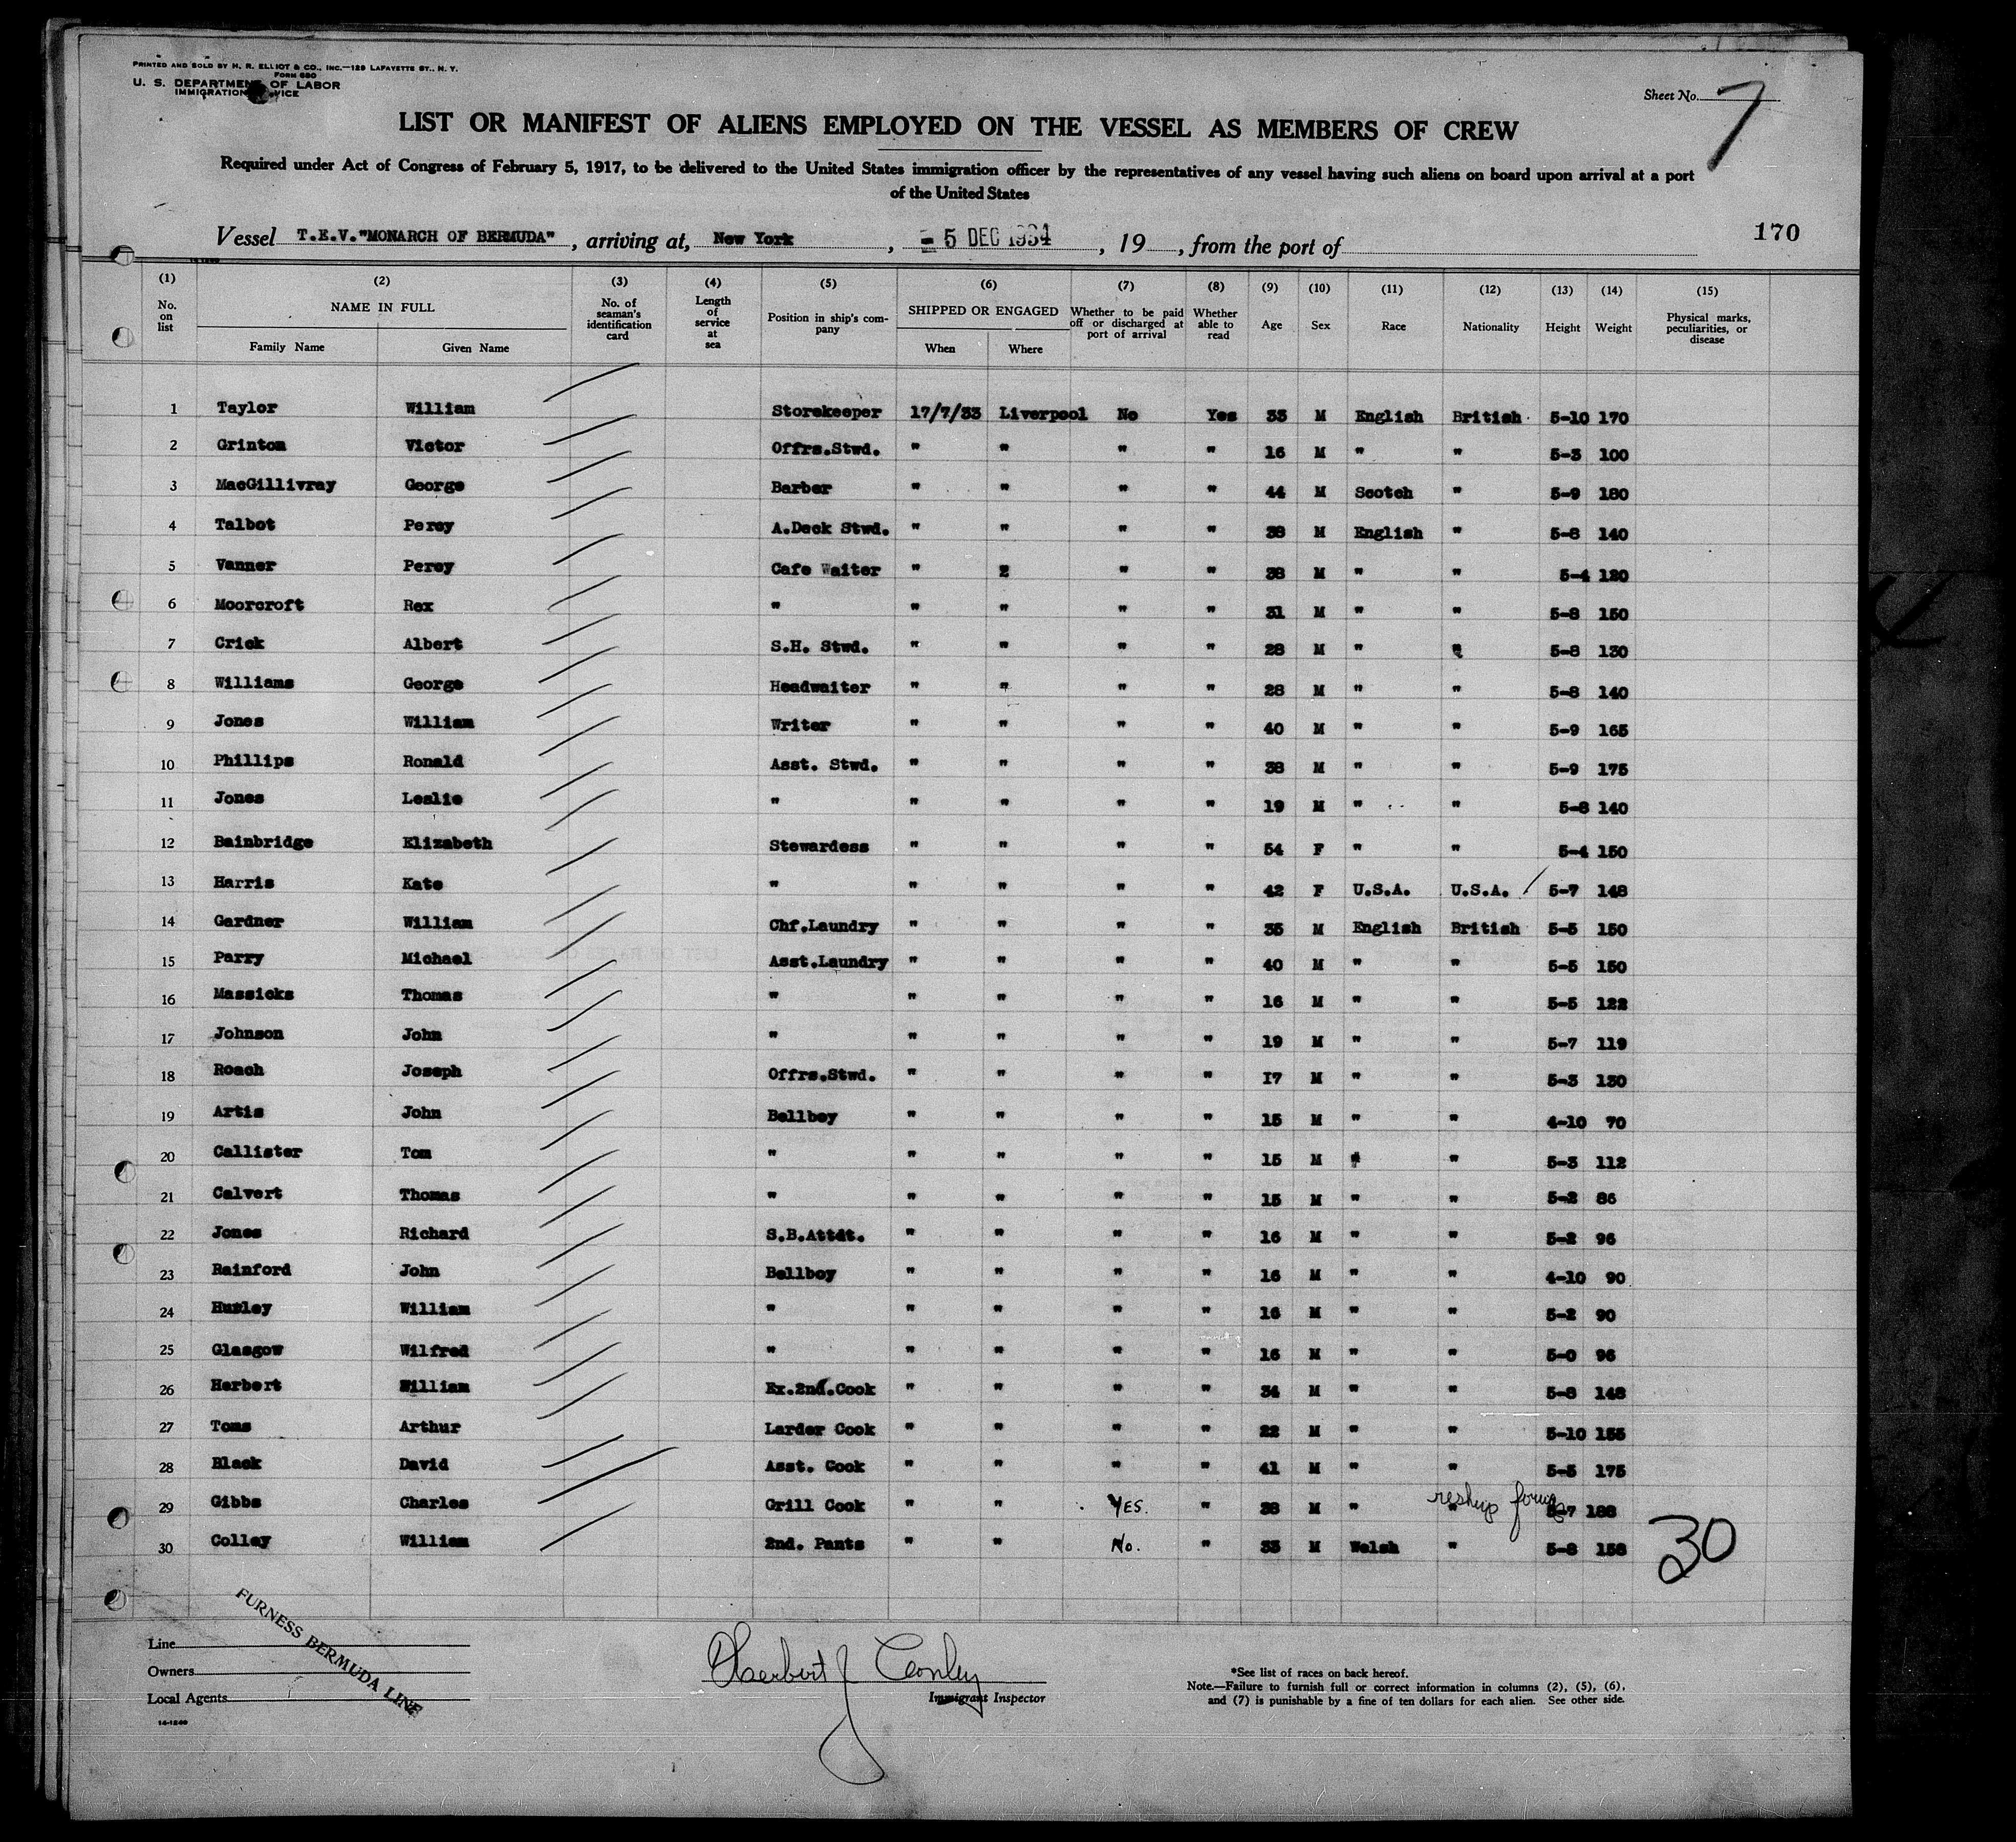 PRINTED AND SOLD BY H. R. ELLIOT & CO., INC.—129 LAFAYETTE ST., N. Y.
FORM 680
U. S. DEPARTMENT OF LABOR
IMMIGRATION
Sheet No. 7
LIST OR MANIFEST OF ALIENS EMPLOYED ON THE VESSEL AS MEMBERS OF CREW
Required under Act of Congress of February 5, 1917, to be delivered to the United States immigration officer by the representatives of any vessel having such aliens on board upon arrival at a port
of the United States
170
Vessel T.E.V."MONARCH OF BERMUDA" , arriving at, New York , - 5 DEC 1934 , 19 , from the port of
(1) (2) (3) (4) (5) (6) (7) (8) (9) (10) (11) (12) (13) (14) (15)
No. on list NAME IN FULL Family Name Given Name No. of seaman's identification card Length of service at sea Position in ship's company SHIPPED OR ENGAGED When Where Whether to be paid off or discharged at port of arrival Whether able to read Age Sex Race Nationality Height Weight Physical marks, peculiarities, or disease
1 Taylor William Storekeeper 17/7/33 Liverpool No Yes 33 M English British 5-10 170
2 Grinton Victor Offrs.Stwd. " " " " 16 M " " 5-3 100
3 MacGillivray George Barber " " " " 44 M Scotch " 5-9 180
4 Talbot Percy A.Deck Stwd. " " " " 38 M English " 5-8 140
5 Vanner Percy Cafe Waiter " 2 " " 38 M " " 5-4 120
6 Moorcroft Rex " " " " " 31 M " " 5-8 150
7 Crick Albert S.H. Stwd. " " " " 28 M " " 5-8 130
8 Williams George Headwaiter " " " " 28 M " " 5-8 140
9 Jones William Writer " " " " 40 M " " 5-9 165
10 Phillips Ronald Asst. Stwd. " " " " 38 M " " 5-9 175
11 Jones Leslie " " " " " 19 M " " 5-8 140
12 Bainbridge Elizabeth Stewardess " " " " 54 F " " 5-4 150
13 Harris Kate " " " " " 42 F U.S.A. U.S.A. 5-7 148
14 Gardner William Chf.Laundry " " " " 35 M English British 5-5 150
15 Parry Michael Asst.Laundry " " " " 40 M " " 5-5 150
16 Massicks Thomas " " " " " 16 M " " 5-5 122
17 Johnson John " " " " " 19 M " " 5-7 119
18 Roach Joseph Offrs.Stwd. " " " " 17 M " " 5-3 130
19 Artis John Bellboy " " " " 15 M " " 4-10 70
20 Callister Tom " " " " " 15 M " " 5-3 112
21 Calvert Thomas " " " " " 15 M " " 5-2 86
22 Jones Richard S.B.Attdt. " " " " 16 M " " 5-2 96
23 Rainford John Bellboy " " " " 16 M " " 4-10 90
24 William " " " " " 16 M " " 5-2 90
25 Glasgow Wilfred " " " " " 16 M " " 5-0 96
26 Herbert William Ex.2nd.Cook " " " " 34 M " " 5-8 148
27 Toms Arthur Larder Cook " " " " 22 M " " 5-10 155
28 Black David Asst. Cook " " " " 41 M " " 5-5 175
29 Gibbs Charles Grill Cook " " YES. " 28 M " " reship
30 Colley William 2nd. Pants " " No. " 33 M Welsh " 5-8 158
30
FURNESS BERMUDA LINE
Line
Owners
Local Agents
14-1240
Herbert J Conley
Immigrant Inspector
*See list of races on back hereof.
Note.—Failure to furnish full or correct information in columns (2), (5), (6),
and (7) is punishable by a fine of ten dollars for each alien. See other side.